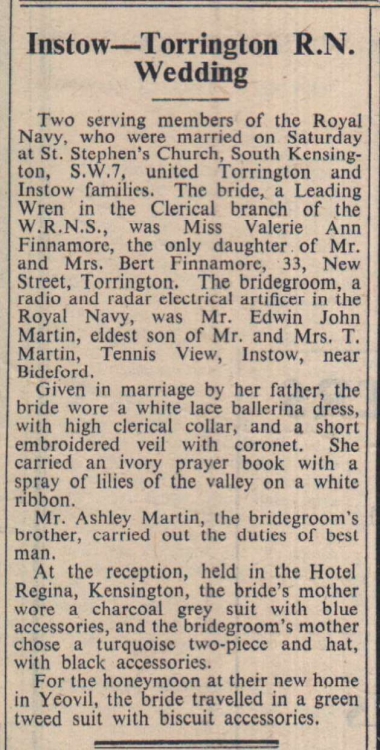 Instow—Torrington R.N.
Wedding
Two serving members of the Royal
Navy, who were married on Saturday
at St. Stephen's Church, South Kensing-
ton, S.W.7, united Torrington and
Instow families. The bride, a Leading
Wren in the Clerical branch of the
W.R.N.S., was Miss Valerie Ann
Finnamore, the only daughter of Mr.
and Mrs. Bert Finnamore, 33, New
Street, Torrington. The bridegroom, a
radio and radar electrical artificer in the
Royal Navy, was Mr. Edwin John
Martin, eldest son of Mr. and Mrs. T.
Martin, Tennis View, Instow, near
Bideford.
Given in marriage by her father, the
bride wore a white lace ballerina dress,
with high clerical collar, and a short
embroidered veil with coronet. She
carried an ivory prayer book with a
spray of lilies of the valley on a white
ribbon.
Mr. Ashley Martin, the bridegroom's
brother, carried out the duties of best
man.
At the reception, held in the Hotel
Regina, Kensington, the bride's mother
wore a charcoal grey suit with blue
accessories, and the bridegroom's mother
chose a turquoise two-piece and hat,
with black accessories.
For the honeymoon at their new home
in Yeovil, the bride travelled in a green
tweed suit with biscuit accessories.